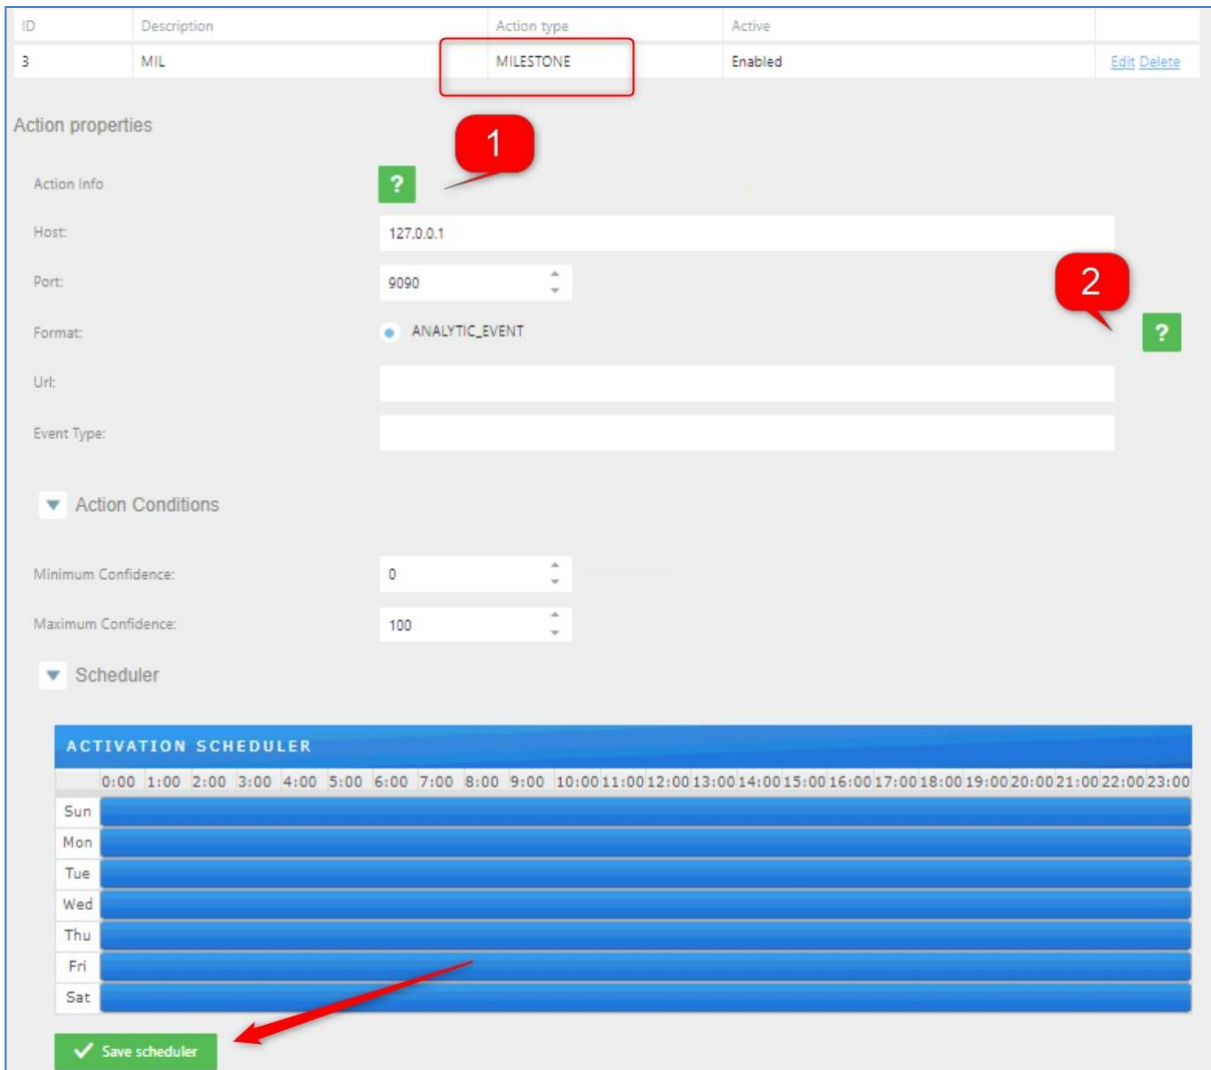 ID Description Action type Active
3 MIL MILESTONE Enabled Edit Delete
Action properties
1
Action Info ?
Host: 127.0.0.1
2
Port: 9090
Format: ANALYTIC_EVENT ?
Url:
Event Type:
Action Conditions
Minimum Confidence: 0
Maximum Confidence: 100
Scheduler
ACTIVATION SCHEDULER
0:00 1:00 2:00 3:00 4:00 5:00 6:00 7:00 8:00 9:00 10:00 11:00 12:00 13:00 14:00 15:00 16:00 17:00 18:00 19:00 20:00 21:00 22:00 23:00
Sun
Mon
Tue
Wed
Thu
Fri
Sat
Save scheduler